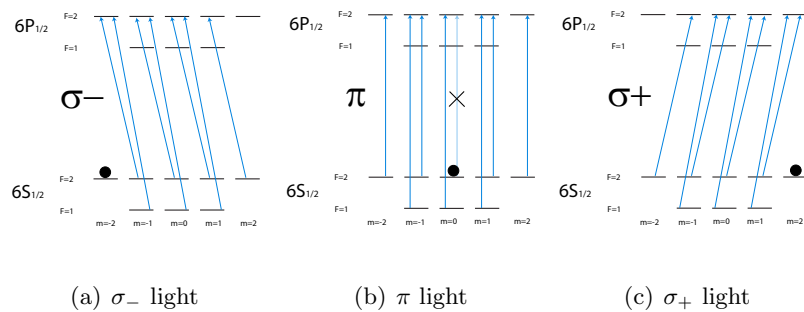 6P1/2
F=2
F=1
σ−
6S1/2
F=2
F=1
m=-2 m=-1 m=0 m=1 m=2
(a) σ− light
6P1/2
F=2
F=1
π
6S1/2
F=2
F=1
m=-2 m=-1 m=0 m=1 m=2
(b) π light
6P1/2
F=2
F=1
σ+
6S1/2
F=2
F=1
m=-2 m=-1 m=0 m=1 m=2
(c) σ+ light